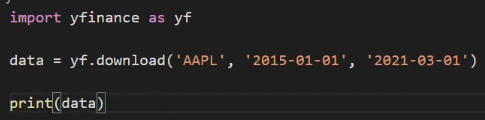 import yfinance as yf
data = yf.download('AAPL', '2015-01-01', '2021-03-01')
print(data)